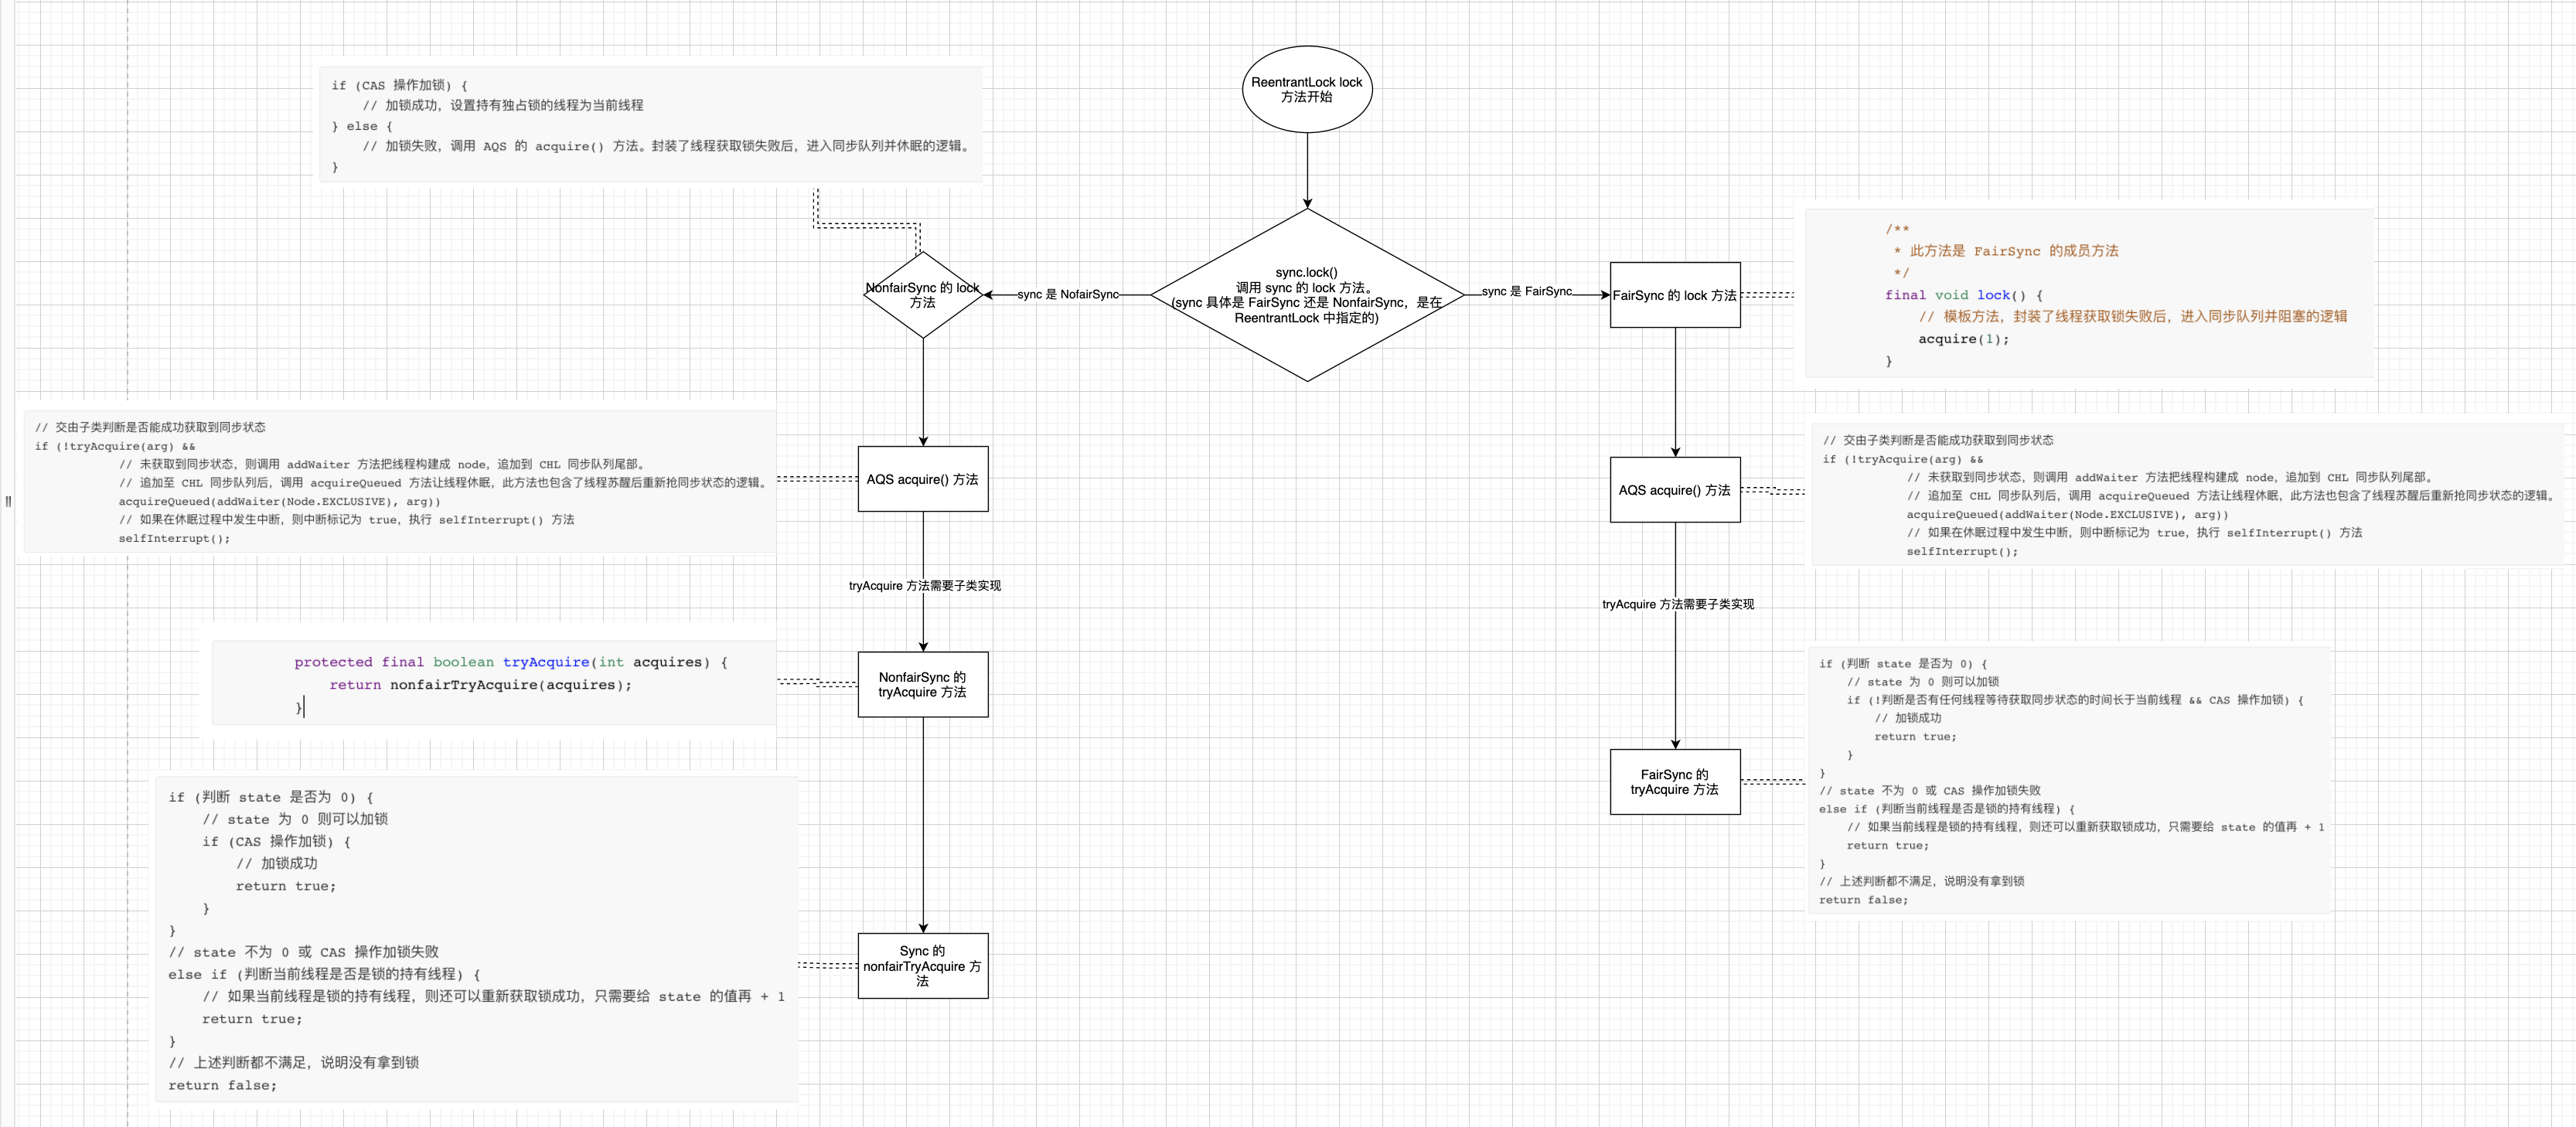 ReentrantLock lock
方法开始
if (CAS 操作加锁) {
// 加锁成功，设置持有独占锁的线程为当前线程
} else {
// 加锁失败，调用 AQS 的 acquire() 方法。封装了线程获取锁失败后，进入同步队列并休眠的逻辑。
}
NonfairSync 的 lock
方法
sync 是 NofairSync
sync.lock()
调用 sync 的 lock 方法。
(sync 具体是 FairSync 还是 NonfairSync，是在
ReentrantLock 中指定的)
sync 是 FairSync
FairSync 的 lock 方法
/**
* 此方法是 FairSync 的成员方法
*/
final void lock() {
// 模板方法，封装了线程获取锁失败后，进入同步队列并阻塞的逻辑
acquire(1);
}
// 交由子类判断是否能成功获取到同步状态
if (!tryAcquire(arg) &&
// 未获取到同步状态，则调用 addWaiter 方法把线程构建成 node，追加到 CHL 同步队列尾部。
// 追加至 CHL 同步队列后，调用 acquireQueued 方法让线程休眠，此方法也包含了线程苏醒后重新抢同步状态的逻辑。
acquireQueued(addWaiter(Node.EXCLUSIVE), arg))
// 如果在休眠过程中发生中断，则中断标记为 true，执行 selfInterrupt() 方法
selfInterrupt();
AQS acquire() 方法
AQS acquire() 方法
// 交由子类判断是否能成功获取到同步状态
if (!tryAcquire(arg) &&
// 未获取到同步状态，则调用 addWaiter 方法把线程构建成 node，追加到 CHL 同步队列尾部。
// 追加至 CHL 同步队列后，调用 acquireQueued 方法让线程休眠，此方法也包含了线程苏醒后重新抢同步状态的逻辑。
acquireQueued(addWaiter(Node.EXCLUSIVE), arg))
// 如果在休眠过程中发生中断，则中断标记为 true，执行 selfInterrupt() 方法
selfInterrupt();
tryAcquire 方法需要子类实现
tryAcquire 方法需要子类实现
protected final boolean tryAcquire(int acquires) {
return nonfairTryAcquire(acquires);
}
NonfairSync 的
tryAcquire 方法
FairSync 的
tryAcquire 方法
if (判断 state 是否为 0) {
// state 为 0 则可以加锁
if (!判断是否有任何线程等待获取同步状态的时间长于当前线程 && CAS 操作加锁) {
// 加锁成功
return true;
}
}
// state 不为 0 或 CAS 操作加锁失败
else if (判断当前线程是否是锁的持有线程) {
// 如果当前线程是锁的持有线程，则还可以重新获取锁成功，只需要给 state 的值再 + 1
return true;
}
// 上述判断都不满足，说明没有拿到锁
return false;
if (判断 state 是否为 0) {
// state 为 0 则可以加锁
if (CAS 操作加锁) {
// 加锁成功
return true;
}
}
// state 不为 0 或 CAS 操作加锁失败
else if (判断当前线程是否是锁的持有线程) {
// 如果当前线程是锁的持有线程，则还可以重新获取锁成功，只需要给 state 的值再 + 1
return true;
}
// 上述判断都不满足，说明没有拿到锁
return false;
Sync 的
nonfairTryAcquire 方
法